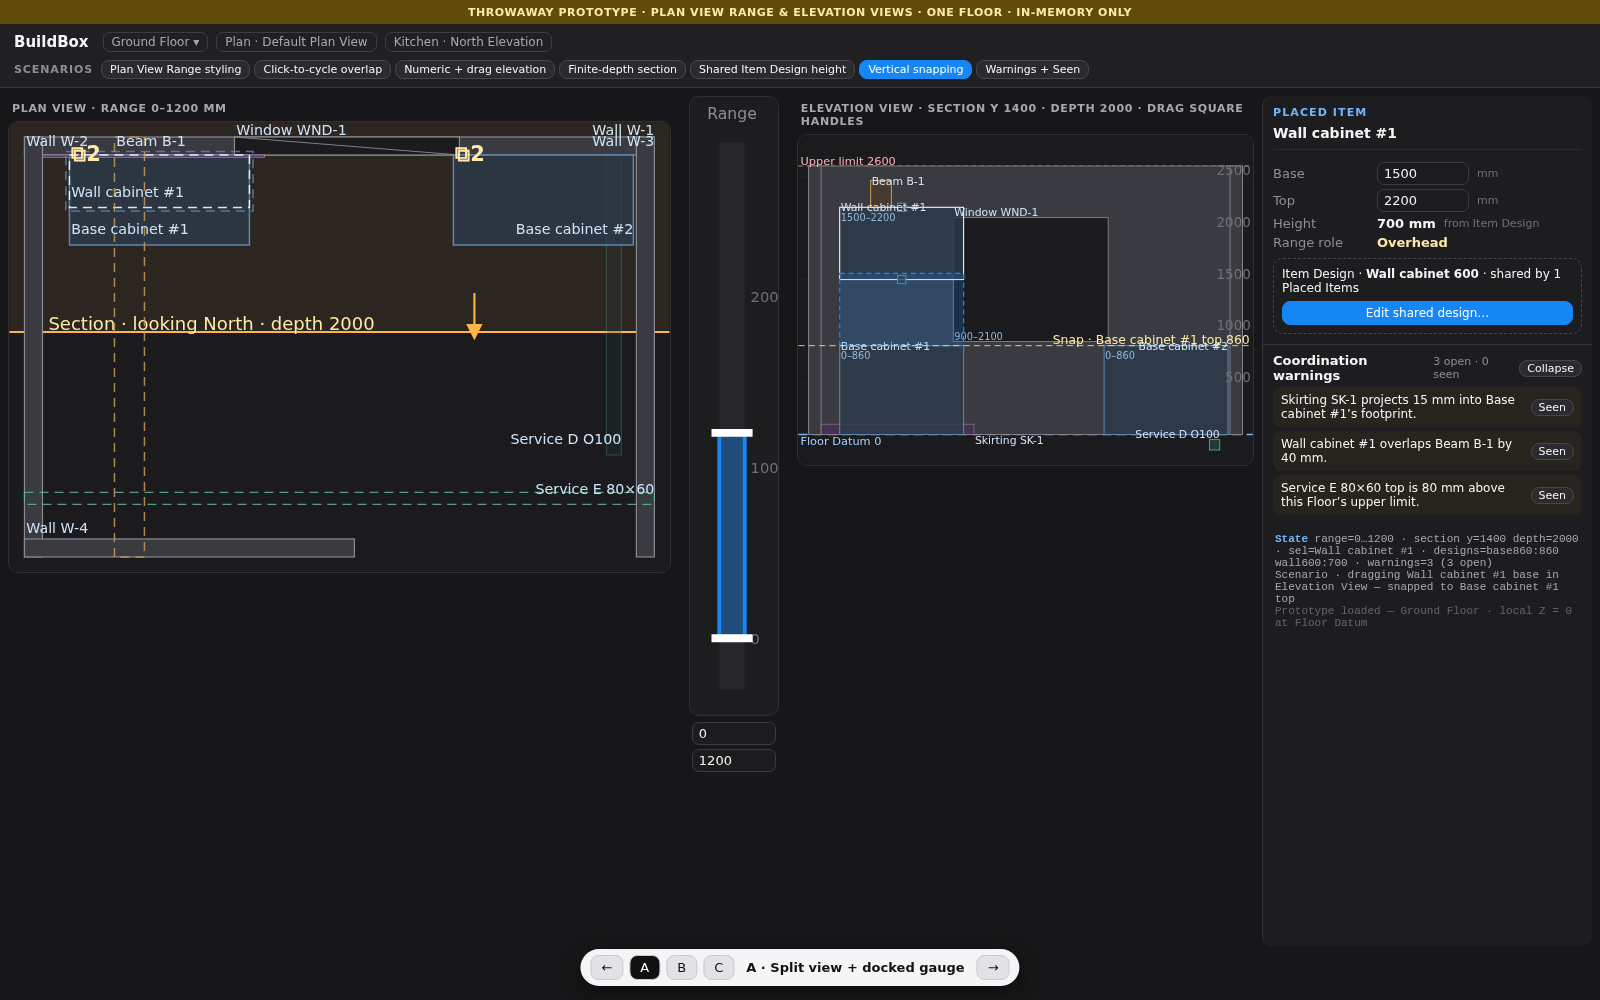 THROWAWAY PROTOTYPE · PLAN VIEW RANGE & ELEVATION VIEWS · ONE FLOOR · IN-MEMORY ONLY
BuildBox
Ground Floor ▾
Plan · Default Plan View
Kitchen · North Elevation
SCENARIOS
Plan View Range styling
Click-to-cycle overlap
Numeric + drag elevation
Finite-depth section
Shared Item Design height
Vertical snapping
Warnings + Seen
PLAN VIEW · RANGE 0–1200 MM
Window WND-1
Wall W-1
Wall W-2
Beam B-1
Wall W-3
⧉2
⧉2
Wall cabinet #1
Base cabinet #1
Base cabinet #2
Section · looking North · depth 2000
Service D O100
Service E 80×60
Wall W-4
Range
200
100
0
0
1200
ELEVATION VIEW · SECTION Y 1400 · DEPTH 2000 · DRAG SQUARE
HANDLES
Upper limit 2600
2500
Beam B-1
Wall cabinet #1
1500–2200
Window WND-1
2000
1500
1000
900–2100
Snap · Base cabinet #1 top 860
Base cabinet #1
0–860
Base cabinet #2
0–860
500
Floor Datum 0
Skirting SK-1
Service D O100
PLACED ITEM
Wall cabinet #1
Base
1500
mm
Top
2200
mm
Height
700 mm from Item Design
Range role
Overhead
Item Design · Wall cabinet 600 · shared by 1
Placed Items
Edit shared design…
Coordination
warnings
3 open · 0
seen
Collapse
Skirting SK-1 projects 15 mm into Base
cabinet #1’s footprint.
Seen
Wall cabinet #1 overlaps Beam B-1 by
40 mm.
Seen
Service E 80×60 top is 80 mm above
this Floor’s upper limit.
Seen
State range=0…1200 · section y=1400 depth=2000
· sel=Wall cabinet #1 · designs=base860:860
wall600:700 · warnings=3 (3 open)
Scenario · dragging Wall cabinet #1 base in
Elevation View — snapped to Base cabinet #1
top
Prototype loaded — Ground Floor · local Z = 0
at Floor Datum
←
A
B
C
A · Split view + docked gauge
→